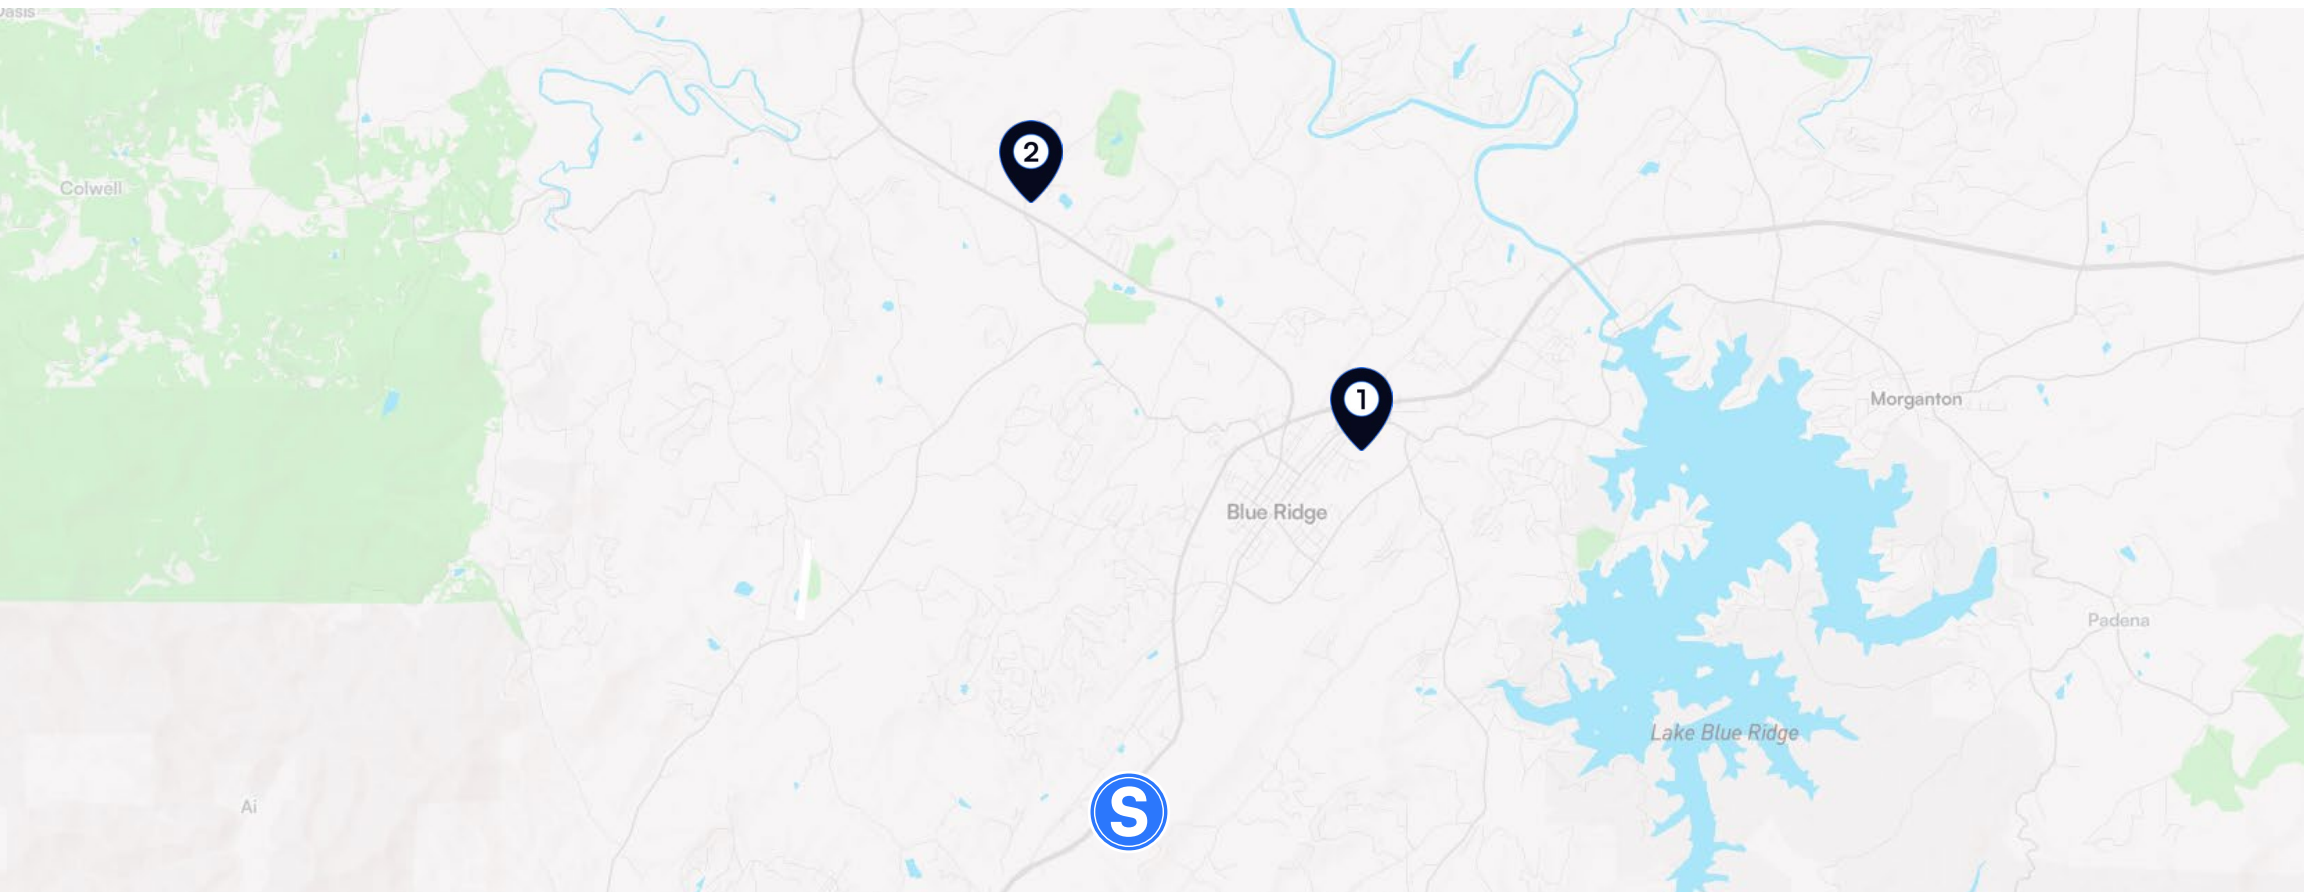 Colwell
2
1
Morganton
Blue Ridge
Padena
Lake Blue Ridge
Ai
S